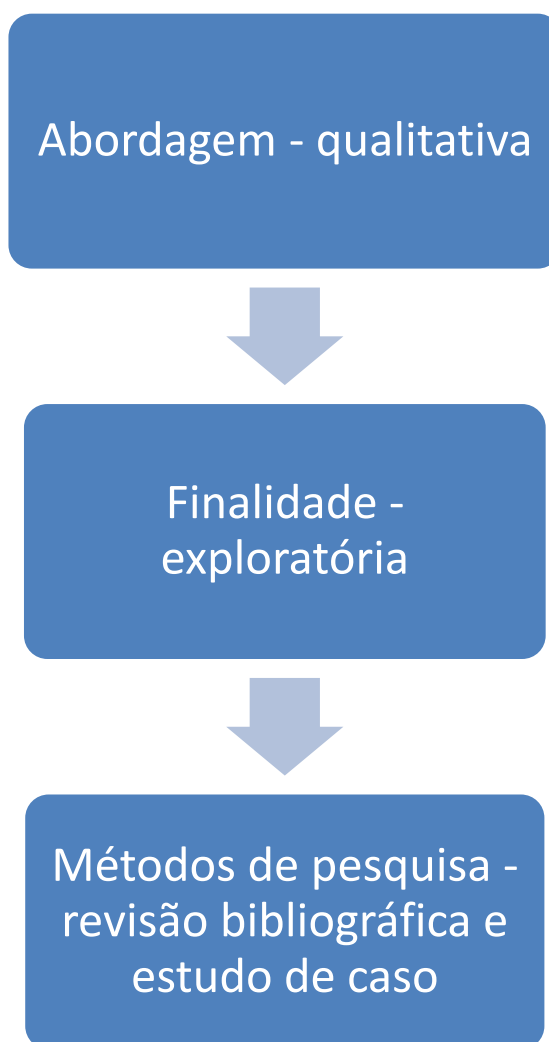 Abordagem - qualitativa
Finalidade -
exploratória
Métodos de pesquisa -
revisão bibliográfica e
estudo de caso